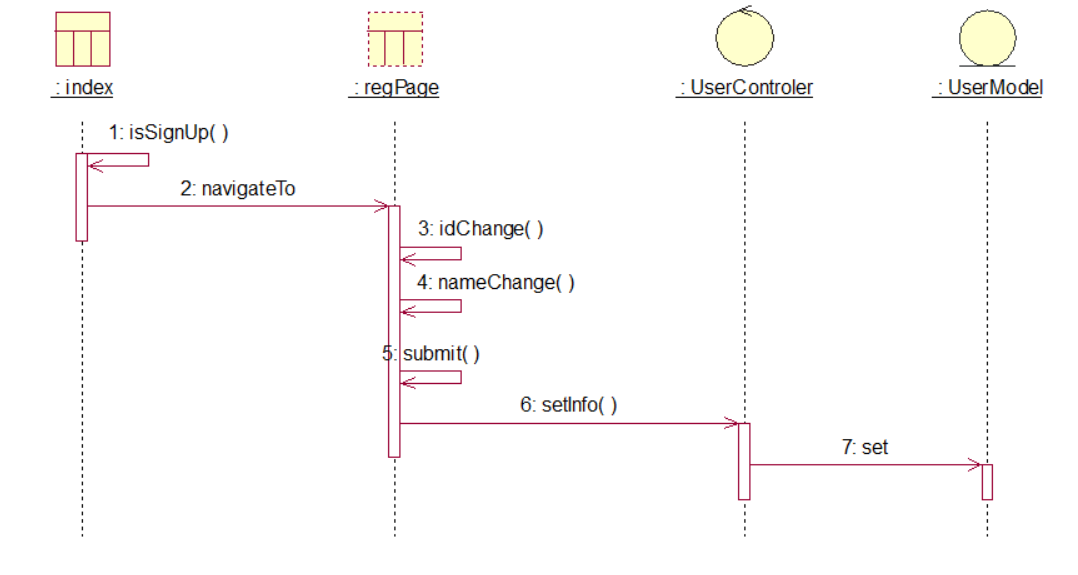 : index
: regPage
: UserControler
: UserModel
1: isSignUp( )
2: navigateTo
3: idChange( )
4: nameChange( )
5: submit( )
6: setInfo( )
7: set